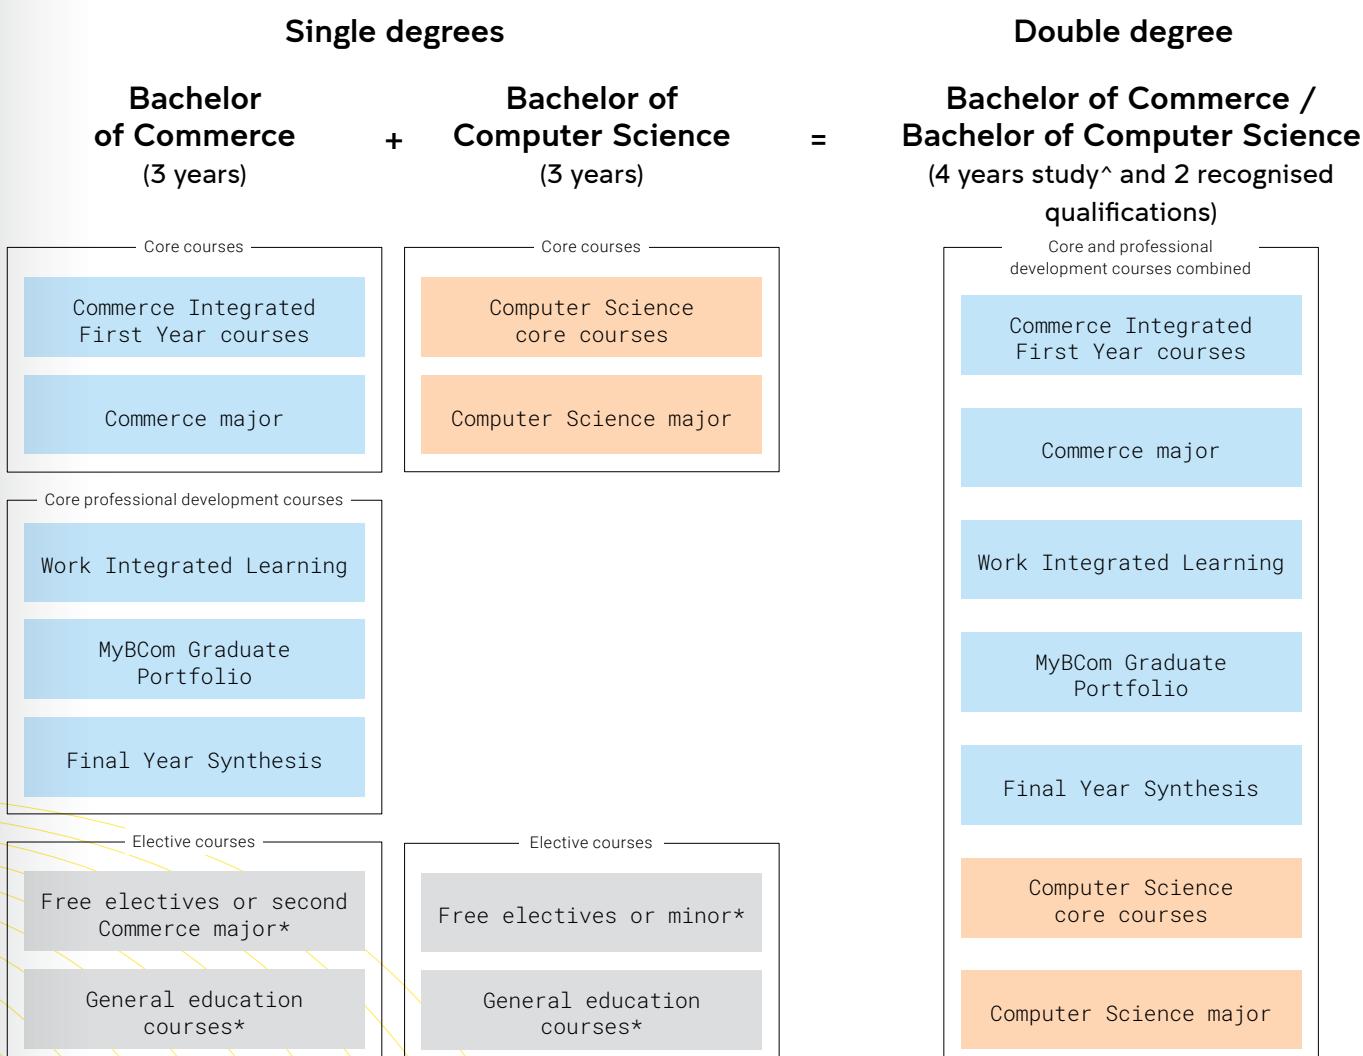 Single degrees
Double degree
Bachelor
of Commerce
(3 years)
+
Bachelor of
Computer Science
(3 years)
=
Bachelor of Commerce /
Bachelor of Computer Science
(4 years study^ and 2 recognised
qualifications)
Core courses
Commerce Integrated
First Year courses
Commerce major
Core professional development courses
Work Integrated Learning
MyBCom Graduate
Portfolio
Final Year Synthesis
Elective courses
Free electives or second
Commerce major*
General education
courses*
Core courses
Computer Science
core courses
Computer Science major
Elective courses
Free electives or minor*
General education
courses*
Core and professional
development courses combined
Commerce Integrated
First Year courses
Commerce major
Work Integrated Learning
MyBCom Graduate
Portfolio
Final Year Synthesis
Computer Science
core courses
Computer Science major